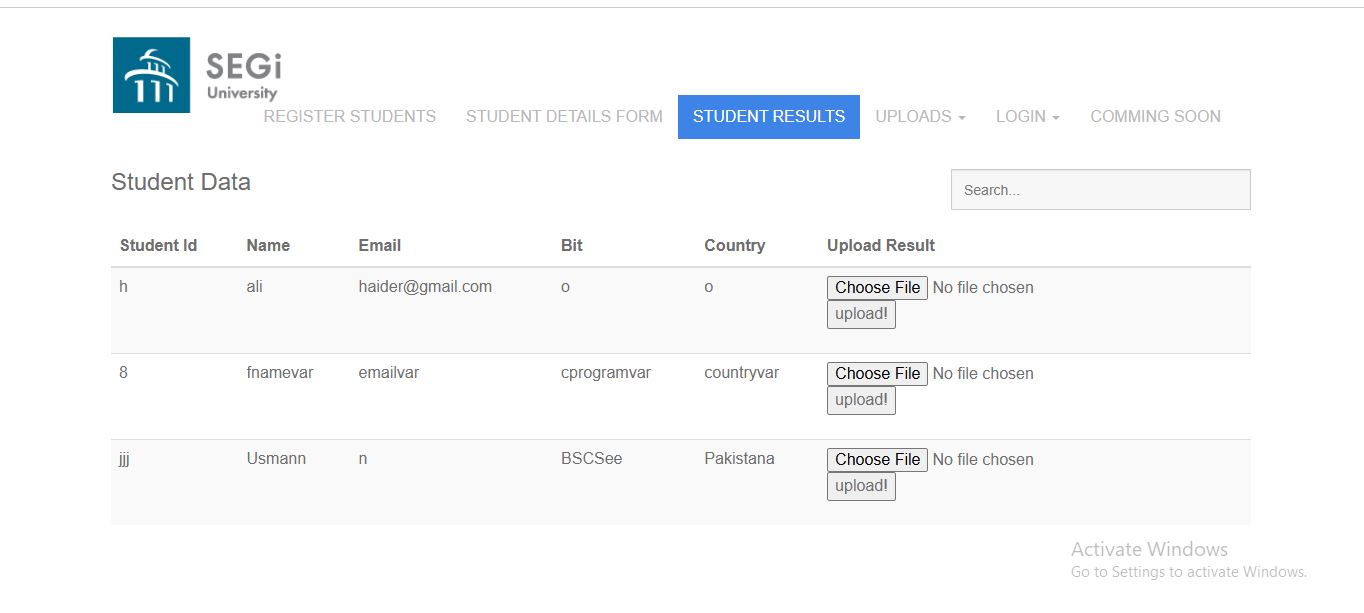 SEGi
University
REGISTER STUDENTS STUDENT DETAILS FORM STUDENT RESULTS UPLOADS LOGIN COMMING SOON
Student Data
Search...
Student Id Name Email Bit Country Upload Result
h ali haider@gmail.com o o Choose File No file chosen
upload!
8 fnamevar emailvar cprogramvar countryvar Choose File No file chosen
upload!
jjj Usmann n BSCSee Pakistana Choose File No file chosen
upload!
Activate Windows
Go to Settings to activate Windows.